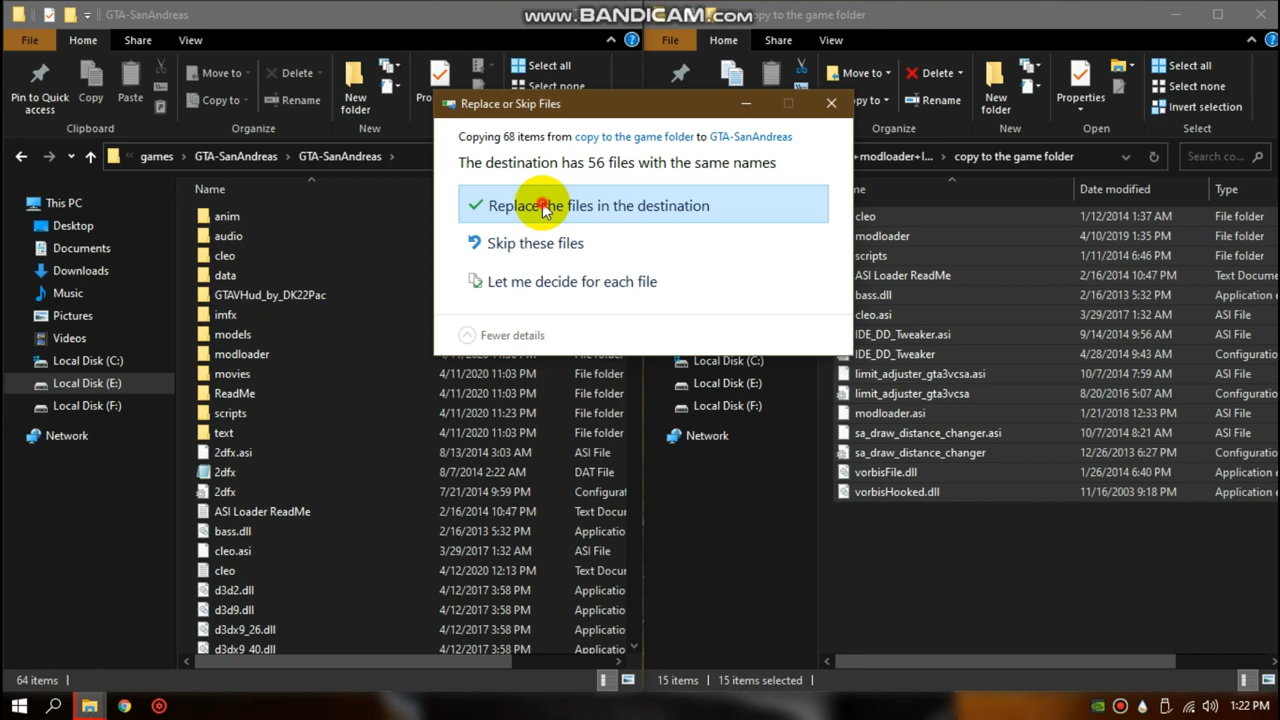 GTA-SanAndreas
www.BANDICAM.com
copy to the game folder
File Home Share View
File Home Share View
Pin to Quick access
Copy
Paste
Move to
Copy to
Delete
Rename
New folder
Select all
Select none
Clipboard
Organize
New
Move to
Delete
Rename
New folder
Properties
Select all
Select none
Invert selection
Organize
New
Open
Select
games GTA-SanAndreas GTA-SanAndreas
+modloader+l... copy to the game folder
Search co...
Replace or Skip Files
Copying 68 items from copy to the game folder to GTA-SanAndreas
The destination has 56 files with the same names
Replace the files in the destination
Skip these files
Let me decide for each file
Fewer details
This PC
Desktop
Documents
Downloads
Music
Pictures
Videos
Local Disk (C:)
Local Disk (E:)
Local Disk (F:)
Network
Name
anim
audio
cleo
data
GTAVHud_by_DK22Pac
imfx
models
modloader
movies 4/11/2020 11:03 PM File folder
ReadMe 4/11/2020 11:03 PM File folder
scripts 4/11/2020 11:23 PM File folder
text 4/11/2020 11:03 PM File folder
2dfx.asi 8/13/2014 3:03 AM ASI File
2dfx 8/7/2014 2:22 AM DAT File
2dfx 7/21/2014 9:59 PM Configurat
ASI Loader ReadMe 2/16/2014 10:47 PM Text Docum
bass.dll 2/16/2013 5:32 PM Applicatio
cleo.asi 3/29/2017 1:32 AM ASI File
cleo 4/12/2020 12:13 PM Text Docum
d3d2.dll 4/12/2017 3:58 PM Applicatio
d3d9.dll 4/12/2017 3:58 PM Applicatio
d3dx9_26.dll 4/12/2017 3:58 PM Applicatio
d3dx9_40.dll 4/12/2017 3:58 PM Applicatio
Local Disk (C:)
Local Disk (E:)
Local Disk (F:)
Network
Date modified Type
cleo 1/12/2014 1:37 AM File folder
modloader 4/10/2019 1:35 PM File folder
scripts 1/11/2014 6:46 PM File folder
ASI Loader ReadMe 2/16/2014 10:47 PM Text Docume
bass.dll 2/16/2013 5:32 PM Application e
cleo.asi 3/29/2017 1:32 AM ASI File
IDE_DD_Tweaker.asi 9/14/2014 9:56 AM ASI File
IDE_DD_Tweaker 4/28/2014 9:43 AM Configuratio
limit_adjuster_gta3vcsa.asi 10/7/2014 7:59 AM ASI File
limit_adjuster_gta3vcsa 8/20/2016 5:07 AM Configuratio
modloader.asi 1/21/2018 12:33 PM ASI File
sa_draw_distance_changer.asi 10/7/2014 8:21 AM ASI File
sa_draw_distance_changer 12/26/2013 6:27 PM Configuratio
vorbisFile.dll 1/26/2014 6:40 PM Application e
vorbisHooked.dll 11/16/2003 9:18 PM Application e
64 items
15 items 15 items selected
1:22 PM